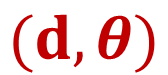 (𝐝, 𝜽)